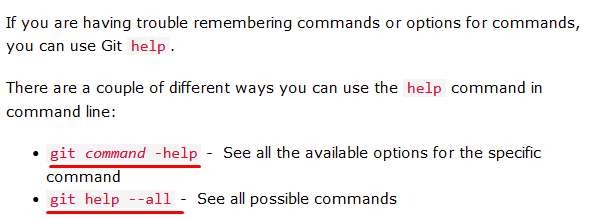 If you are having trouble remembering commands or options for commands,
you can use Git help.
There are a couple of different ways you can use the help command in
command line:
• git command -help - See all the available options for the specific
command
• git help --all - See all possible commands